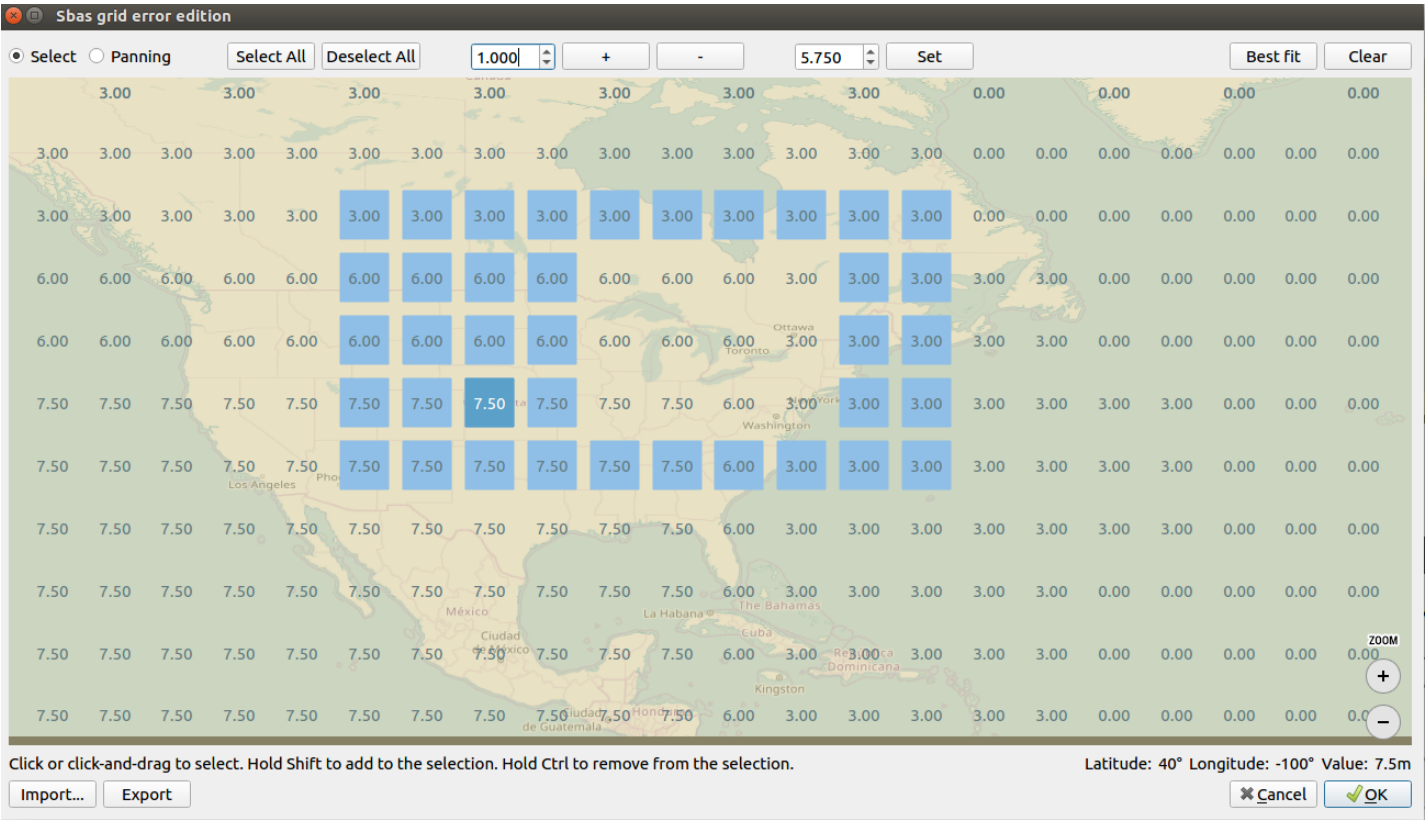 Sbas grid error edition
Select Panning Select All Deselect All 1.000 + - 5.750 Set Best fit Clear
Canada
3.00 3.00 3.00 3.00 3.00 3.00 3.00 0.00 0.00 0.00 0.00
3.00 3.00 3.00 3.00 3.00 3.00 3.00 3.00 3.00 3.00 3.00 3.00 3.00 3.00 3.00 0.00 0.00 0.00 0.00 0.00 0.00 0.00
3.00 3.00 3.00 3.00 3.00 3.00 3.00 3.00 3.00 3.00 3.00 3.00 3.00 3.00 3.00 0.00 0.00 0.00 0.00 0.00 0.00 0.00
6.00 6.00 6.00 6.00 6.00 6.00 6.00 6.00 6.00 6.00 6.00 6.00 3.00 3.00 3.00 3.00 3.00 0.00 0.00 0.00 0.00 0.00
Ottawa
6.00 6.00 6.00 6.00 6.00 6.00 6.00 6.00 6.00 6.00 6.00 6.00 3.00 3.00 3.00 3.00 3.00 0.00 0.00 0.00 0.00 0.00
Toronto
7.50 7.50 7.50 7.50 7.50 7.50 7.50 7.50 7.50 7.50 7.50 6.00 3.00 3.00 3.00 3.00 3.00 3.00 3.00 0.00 0.00 0.00
Washington
7.50 7.50 7.50 7.50 7.50 7.50 7.50 7.50 7.50 7.50 7.50 6.00 3.00 3.00 3.00 3.00 3.00 3.00 3.00 0.00 0.00 0.00
Los Angeles
7.50 7.50 7.50 7.50 7.50 7.50 7.50 7.50 7.50 7.50 7.50 6.00 3.00 3.00 3.00 3.00 3.00 3.00 3.00 0.00 0.00 0.00
7.50 7.50 7.50 7.50 7.50 7.50 7.50 7.50 7.50 7.50 7.50 6.00 3.00 3.00 3.00 3.00 3.00 0.00 0.00 0.00 0.00 0.00
The Bahamas
México La Habana
Cuba
Ciudad
de México
7.50 7.50 7.50 7.50 7.50 7.50 7.50 7.50 7.50 7.50 7.50 6.00 3.00 3.00 3.00 3.00 3.00 0.00 0.00 0.00 0.00 0.00
ZOOM
+
Dominicana
Kingston
7.50 7.50 7.50 7.50 7.50 7.50 7.50 7.50 7.50 7.50 7.50 6.00 3.00 3.00 3.00 3.00 3.00 0.00 0.00 0.00 0.00
−
de Guatemala
Click or click-and-drag to select. Hold Shift to add to the selection. Hold Ctrl to remove from the selection. Latitude: 40° Longitude: -100° Value: 7.5m
Import... Export Cancel OK